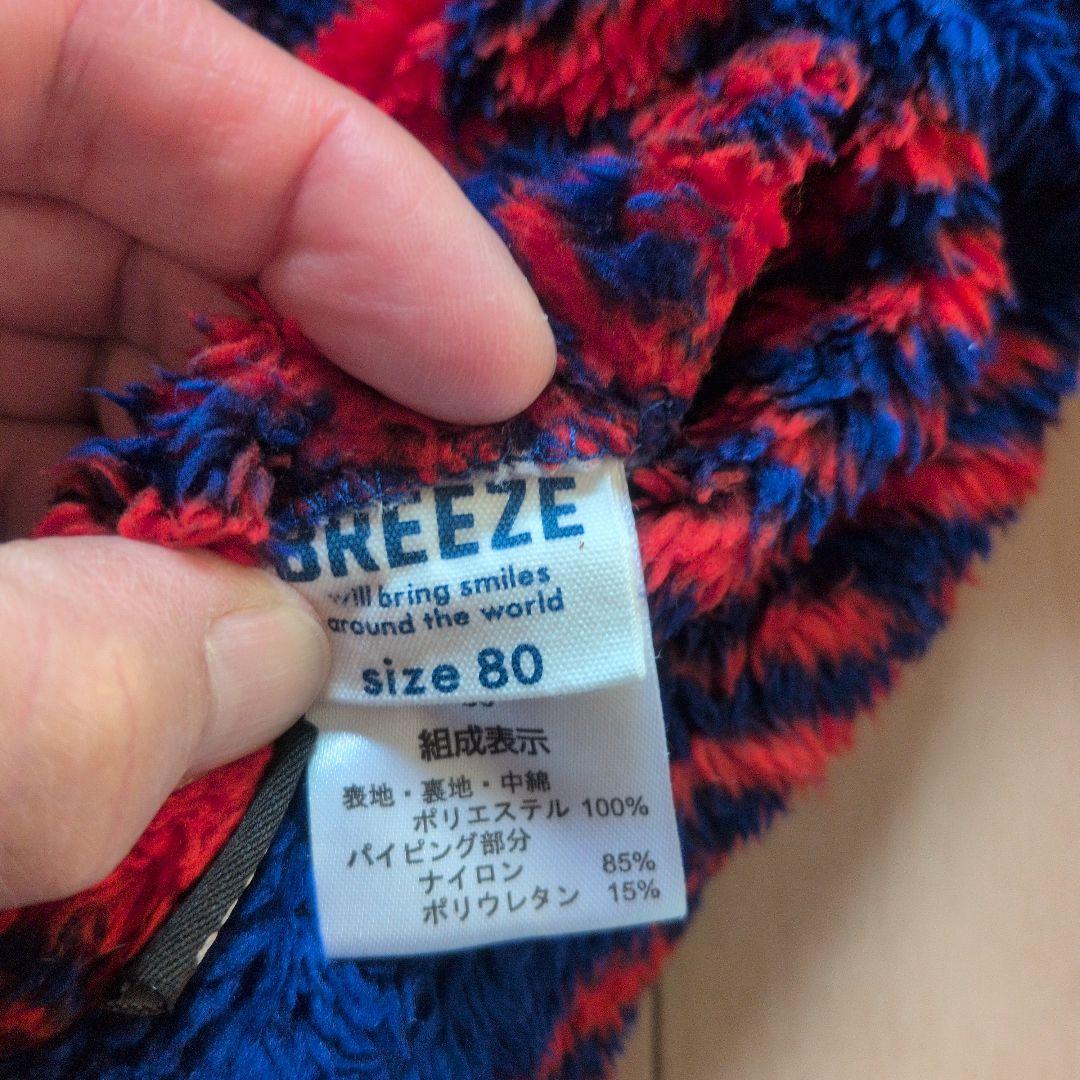 BREEZE
will bring smiles
around the world
size 80
組成表示
表地・裏地・中綿
ポリエステル 100%
パイピング部分
ナイロン 85%
ポリウレタン 15%